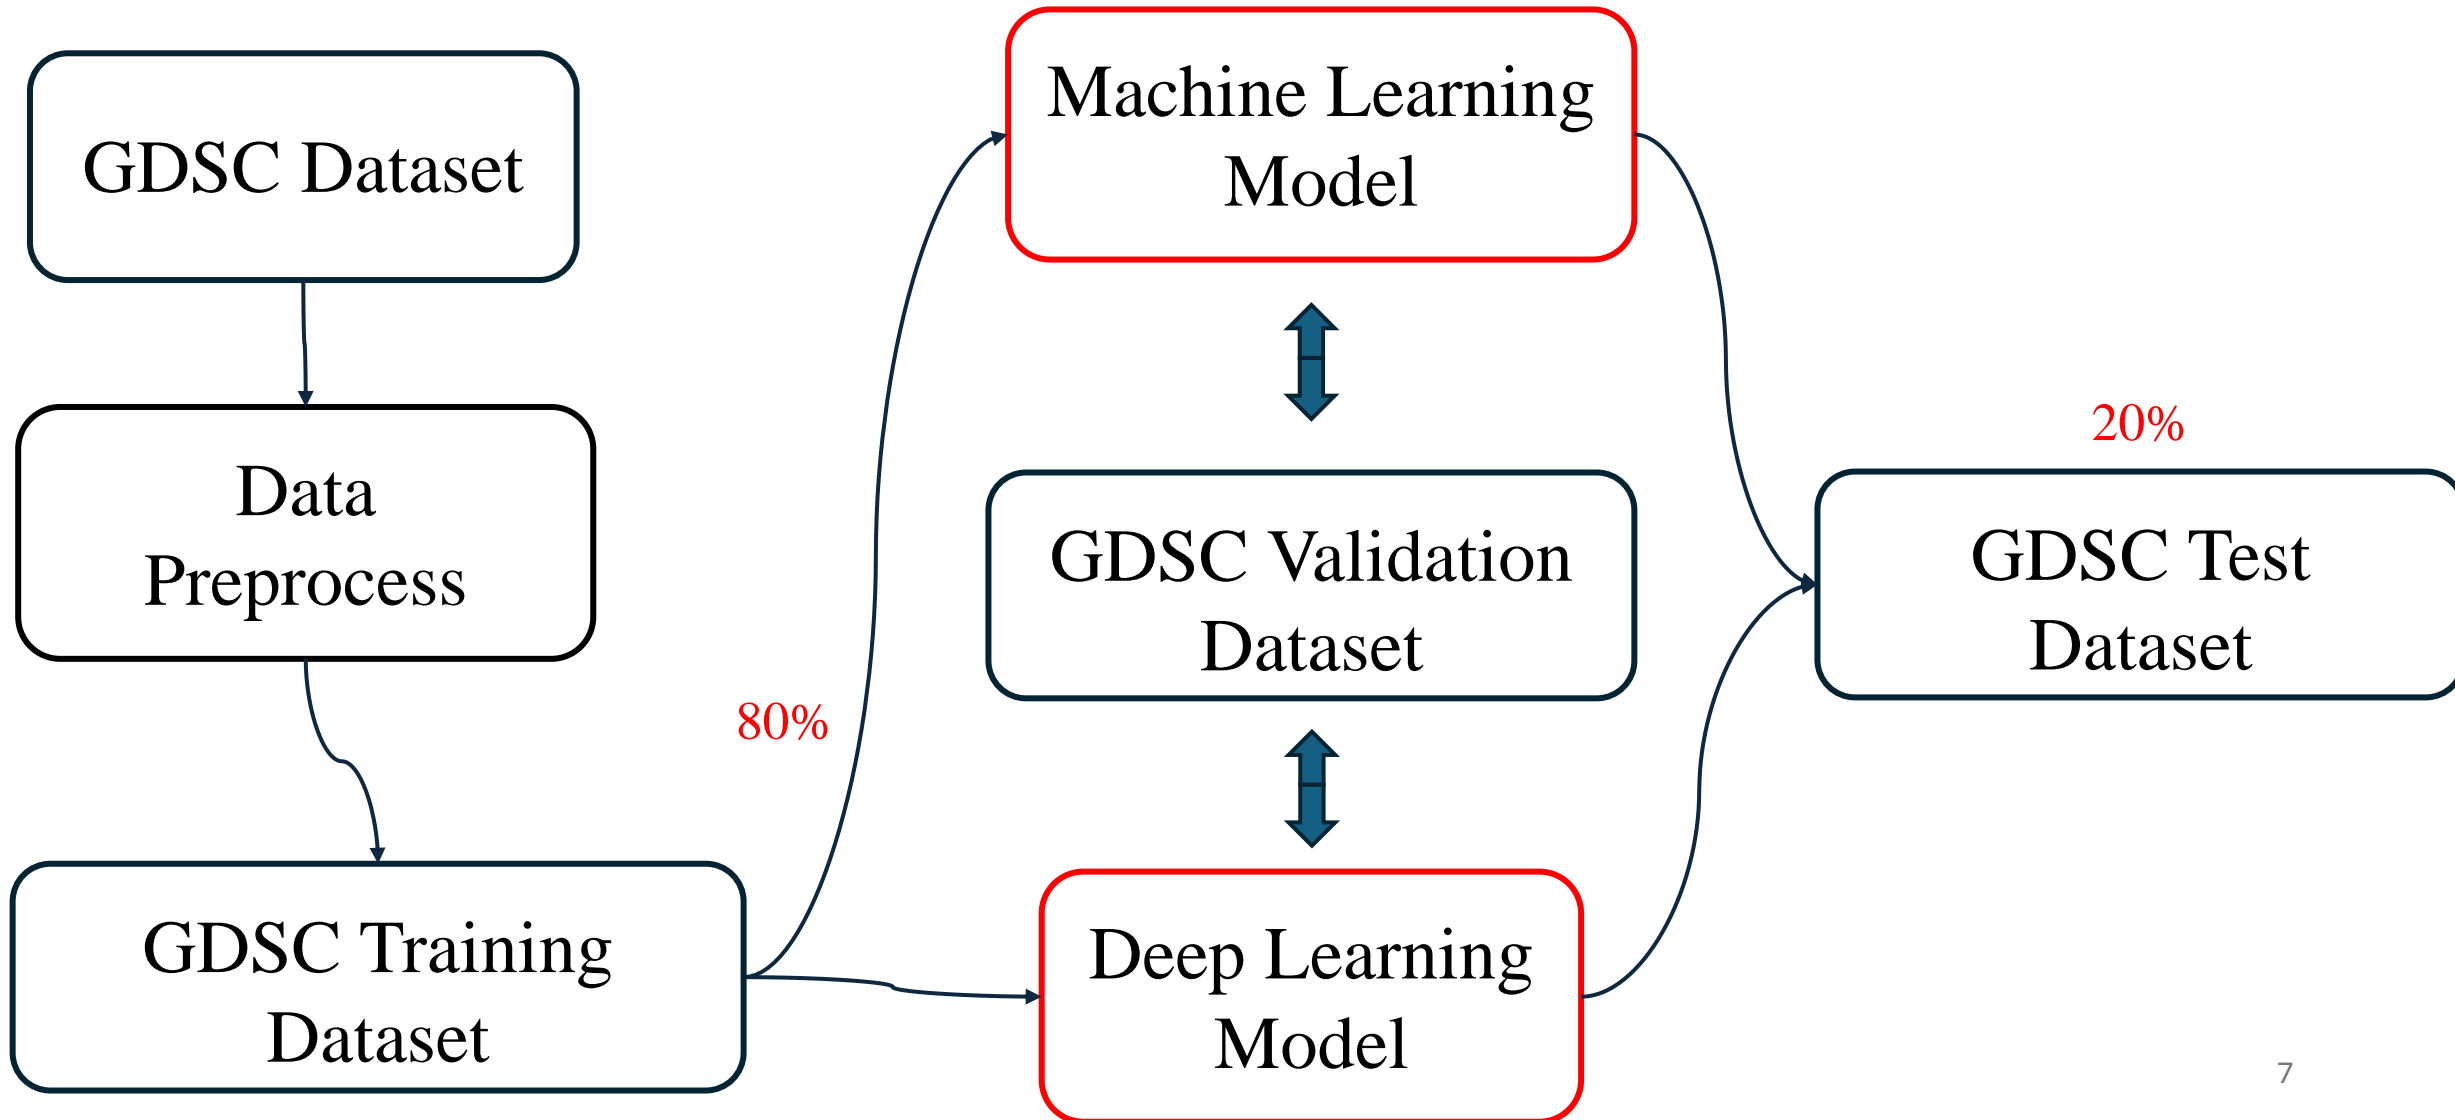 GDSC Dataset
Data
Preprocess
GDSC Training
Dataset
80%
Machine Learning
Model
GDSC Validation
Dataset
Deep Learning
Model
20%
GDSC Test
Dataset
7